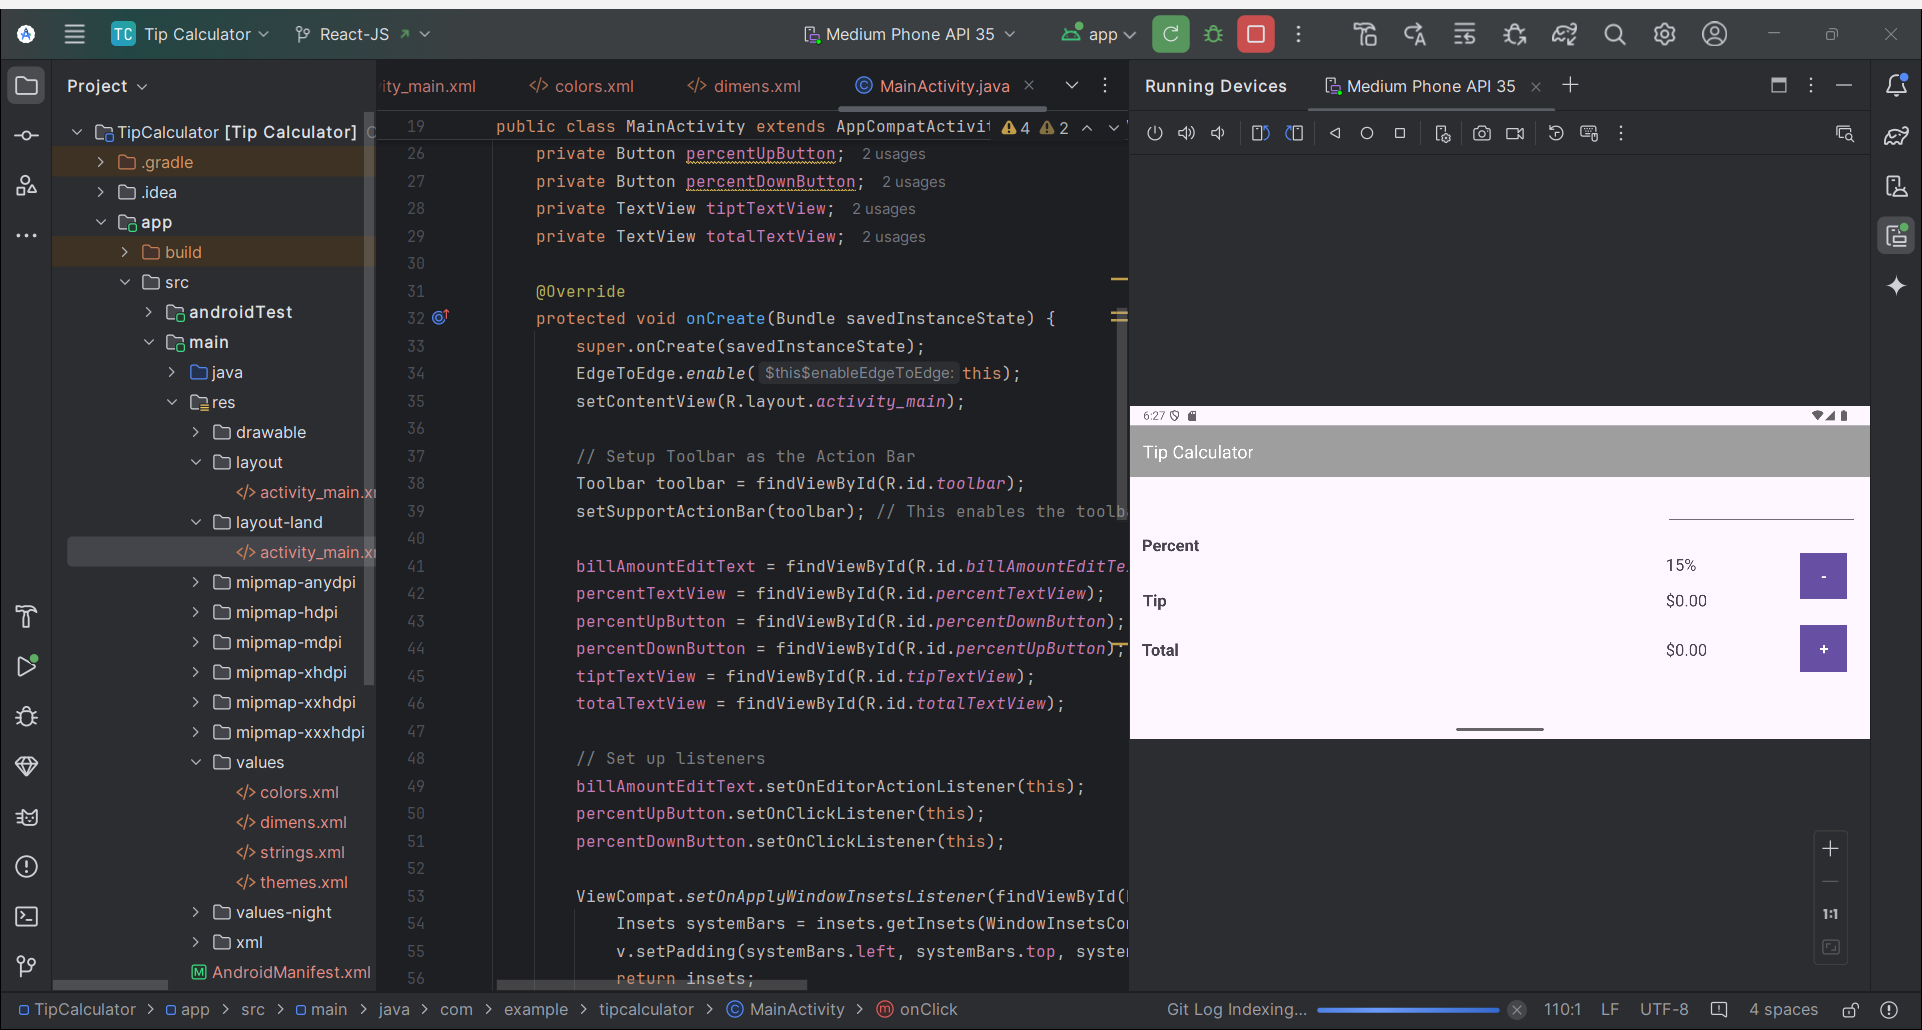 TC Tip Calculator React-JS Medium Phone API 35 app
Project
TipCalculator [Tip Calculator]
.gradle
.idea
app
build
src
androidTest
main
java
res
drawable
layout
activity_main.x
layout-land
activity_main.x
mipmap-anydpi
mipmap-hdpi
mipmap-mdpi
mipmap-xhdpi
mipmap-xxhdpi
mipmap-xxxhdpi
values
colors.xml
dimens.xml
strings.xml
themes.xml
values-night
xml
AndroidManifest.xml
ity_main.xml colors.xml dimens.xml MainActivity.java
19 public class MainActivity extends AppCompatActivit 4 2
26 private Button percentUpButton; 2 usages
27 private Button percentDownButton; 2 usages
28 private TextView tiptTextView; 2 usages
29 private TextView totalTextView; 2 usages
30
31 @Override
32 protected void onCreate(Bundle savedInstanceState) {
33 super.onCreate(savedInstanceState);
34 EdgeToEdge.enable( $this$enableEdgeToEdge: this);
35 setContentView(R.layout.activity_main);
36
37 // Setup Toolbar as the Action Bar
38 Toolbar toolbar = findViewById(R.id.toolbar);
39 setSupportActionBar(toolbar); // This enables the toolb
40
41 billAmountEditText = findViewById(R.id.billAmountEditTe
42 percentTextView = findViewById(R.id.percentTextView);
43 percentUpButton = findViewById(R.id.percentDownButton);
44 percentDownButton = findViewById(R.id.percentUpButton);
45 tiptTextView = findViewById(R.id.tipTextView);
46 totalTextView = findViewById(R.id.totalTextView);
47
48 // Set up listeners
49 billAmountEditText.setOnEditorActionListener(this);
50 percentUpButton.setOnClickListener(this);
51 percentDownButton.setOnClickListener(this);
52
53 ViewCompat.setOnApplyWindowInsetsListener(findViewById(
54 Insets systemBars = insets.getInsets(WindowInsetsCo
55 v.setPadding(systemBars.left, systemBars.top, syste
56 return insets;
Running Devices Medium Phone API 35
6:27
Tip Calculator
Percent
15% -
Tip $0.00
Total $0.00 +
1:1
TipCalculator app src main java com example tipcalculator MainActivity onClick Git Log Indexing... 110:1 LF UTF-8 4 spaces